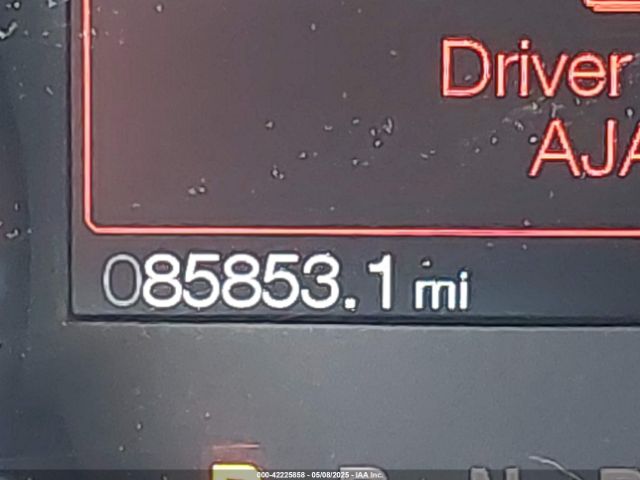 Driver
AJA
085853.1 mi
P R N D
000-42225858 - 05/08/2025 - IAA Inc.